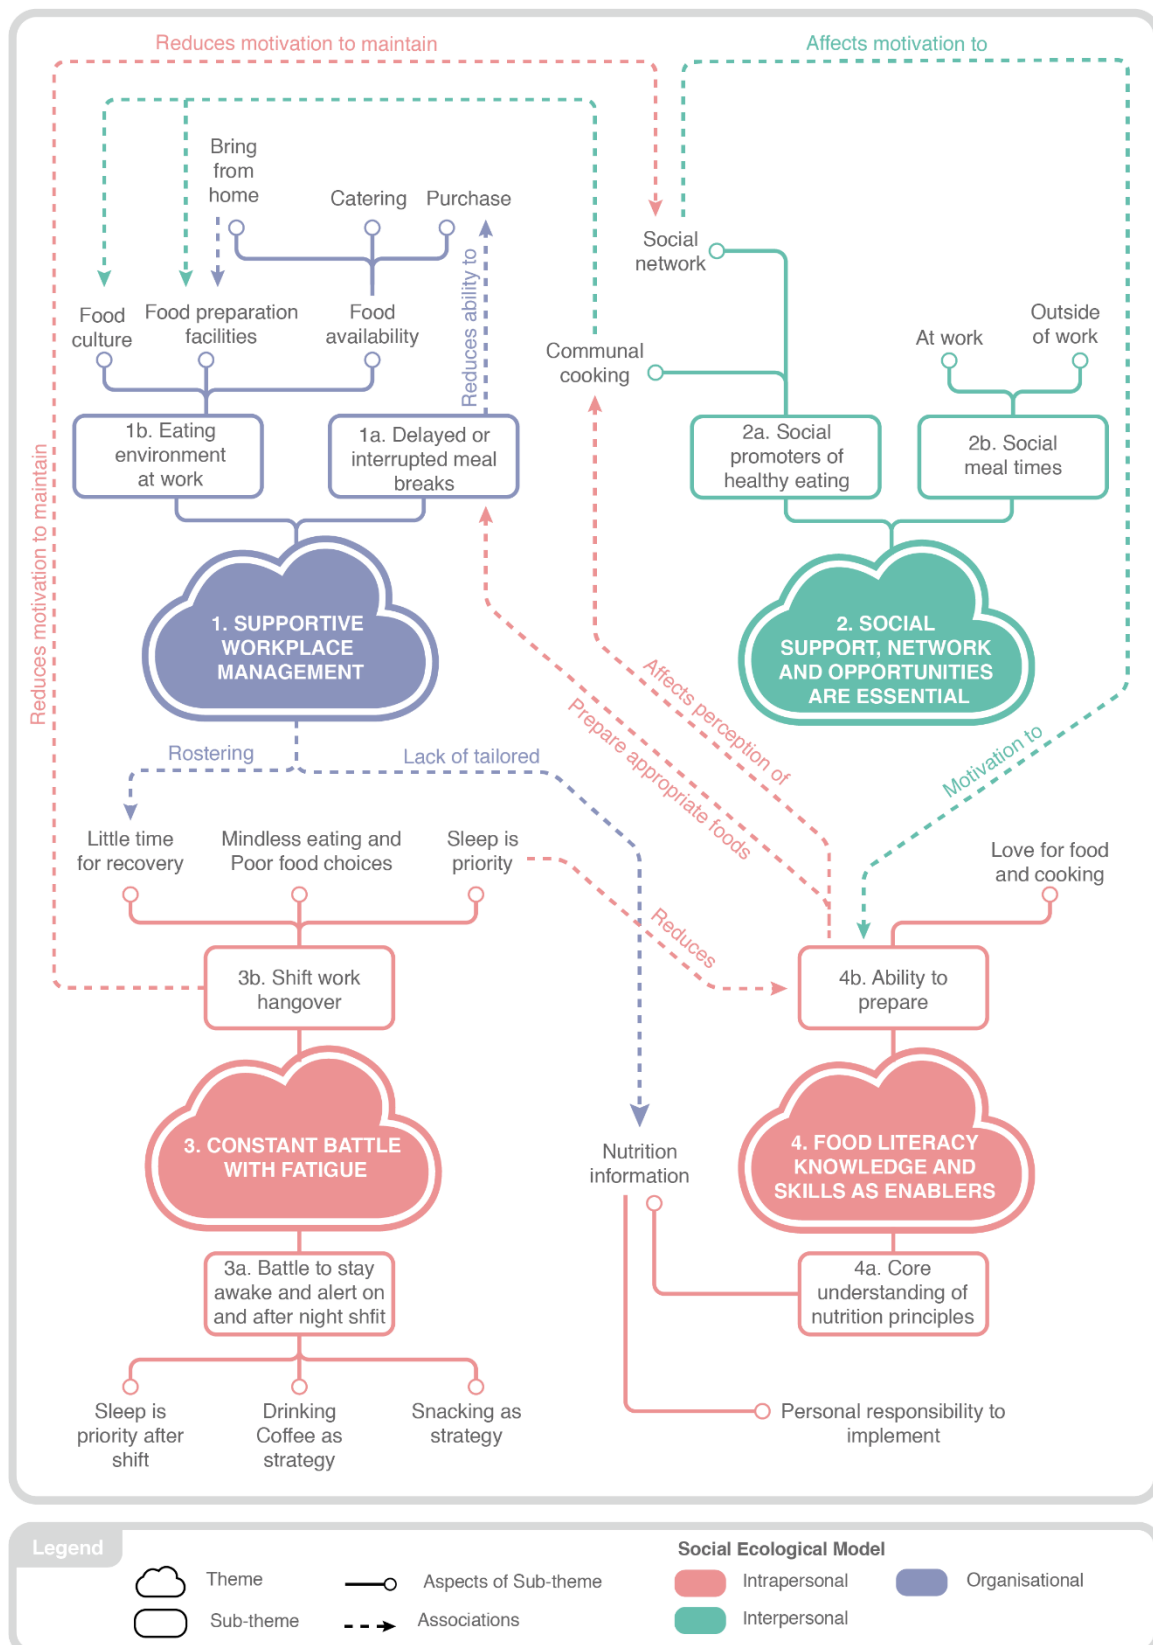 Reduces motivation to maintain
Affects motivation to
Bring
from
home
Catering
Purchase
Social
network
Reduces ability to
Food
culture
Food preparation
facilities
Food
availability
Communal
cooking
At work
Outside
of work
Reduces motivation to maintain
1b. Eating
environment
at work
1a. Delayed or
interrupted meal
breaks
2a. Social
promoters of
healthy eating
2b. Social
meal times
1. SUPPORTIVE
WORKPLACE
MANAGEMENT
2. SOCIAL
SUPPORT, NETWORK
AND OPPORTUNITIES
ARE ESSENTIAL
Affects perception of
Prepare appropriate foods
Motivation to
Rostering
Lack of tailored
Little time
for recovery
Mindless eating and
Poor food choices
Sleep is
priority
Love for food
and cooking
Reduces
3b. Shift work
hangover
4b. Ability to
prepare
3. CONSTANT BATTLE
WITH FATIGUE
Nutrition
information
4. FOOD LITERACY
KNOWLEDGE AND
SKILLS AS ENABLERS
3a. Battle to stay
awake and alert on
and after night shfit
4a. Core
understanding of
nutrition principles
Sleep is
priority after
shift
Drinking
Coffee as
strategy
Snacking as
strategy
Personal responsibility to
implement
Legend
Theme
Sub-theme
Aspects of Sub-theme
Associations
Social Ecological Model
Intrapersonal
Interpersonal
Organisational